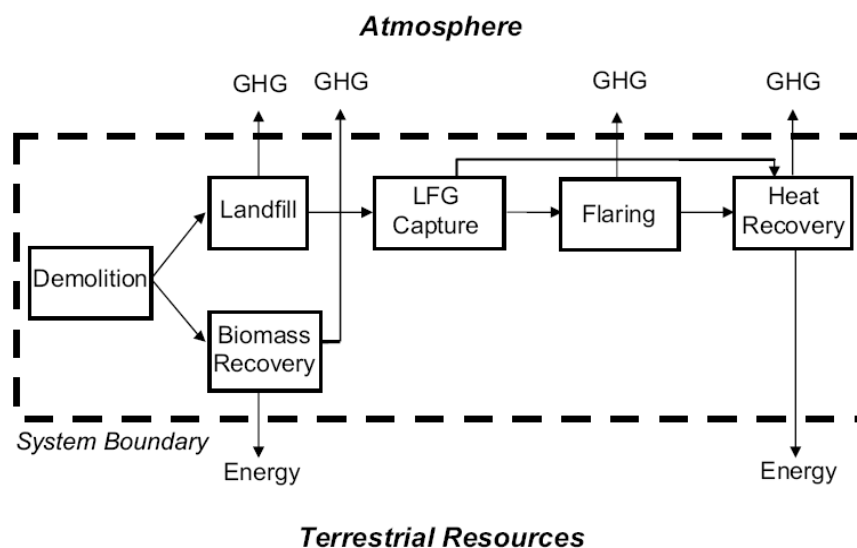 Atmosphere
GHG
GHG
GHG
GHG
Landfill
LFG
Capture
Flaring
Heat
Recovery
Demolition
Biomass
Recovery
System Boundary
Energy
Energy
Terrestrial Resources